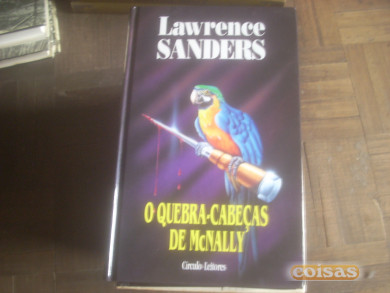 Lawrence
SANDERS
O QUEBRA-CABEÇAS
DE McNALLY
Círculo-Leitores
coisas